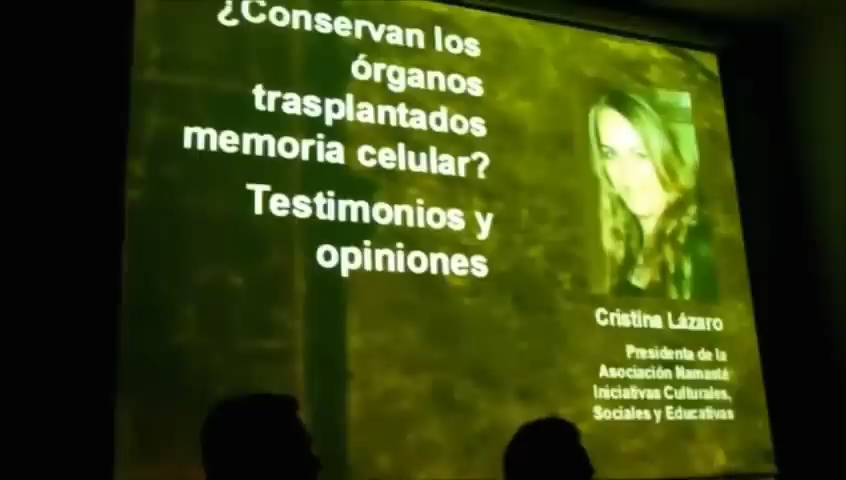 ¿Conservan los
órganos
trasplantados
memoria celular?
Testimonios y
opiniones
Cristina Lázaro
Presidenta de la
Asociación Namasté
Iniciativas Culturales,
Sociales y Educativas